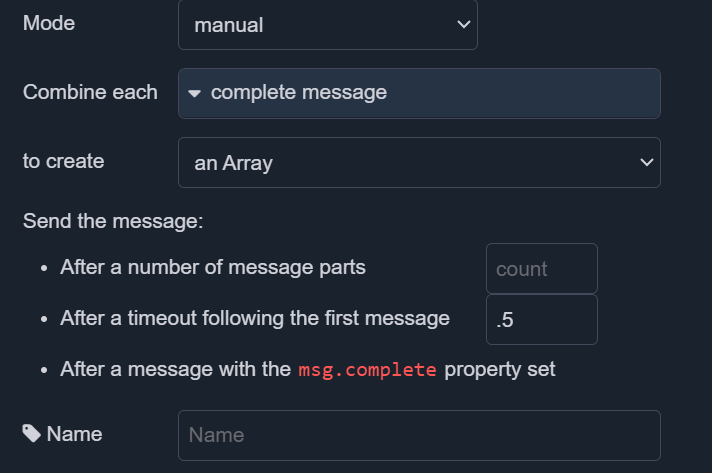 Mode manual
Combine each complete message
to create an Array
Send the message:
• After a number of message parts count
• After a timeout following the first message .5
• After a message with the msg.complete property set
Name Name